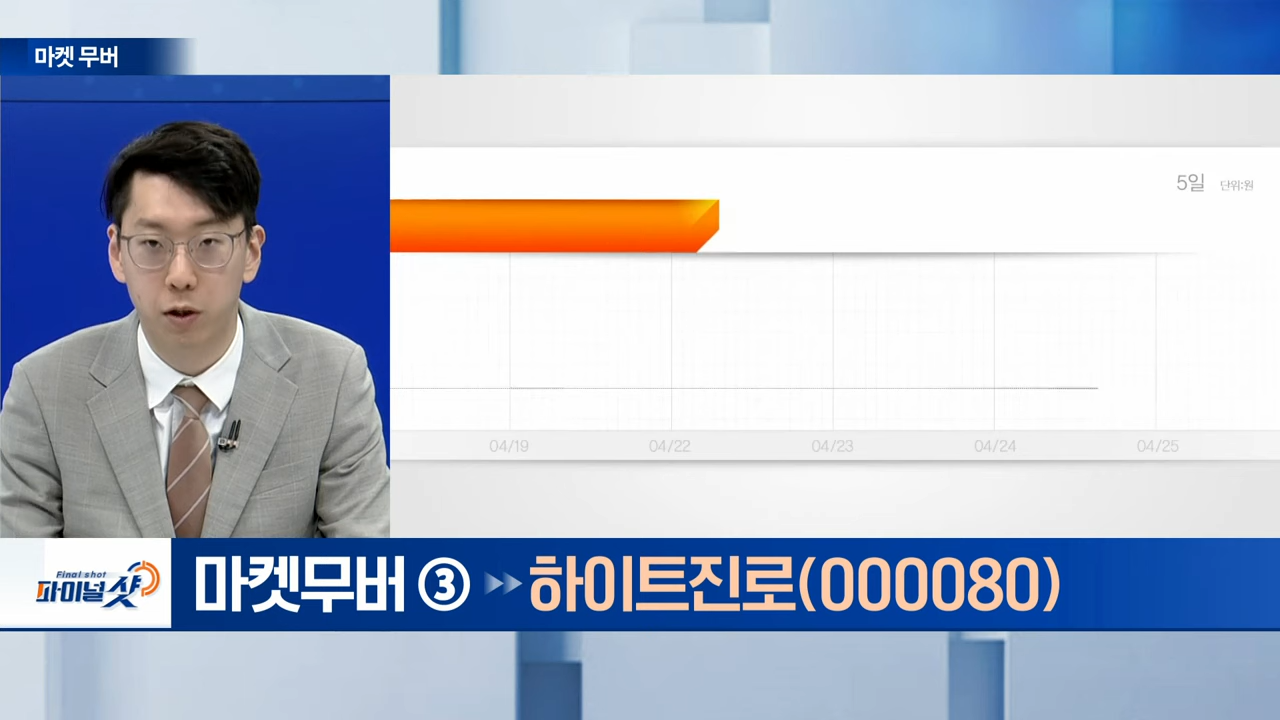 마켓 무버
5일 단위:원
04/19 04/22 04/23 04/24 04/25
Final shot
파이널샷
마켓무버 ③ 하이트진로(000080)